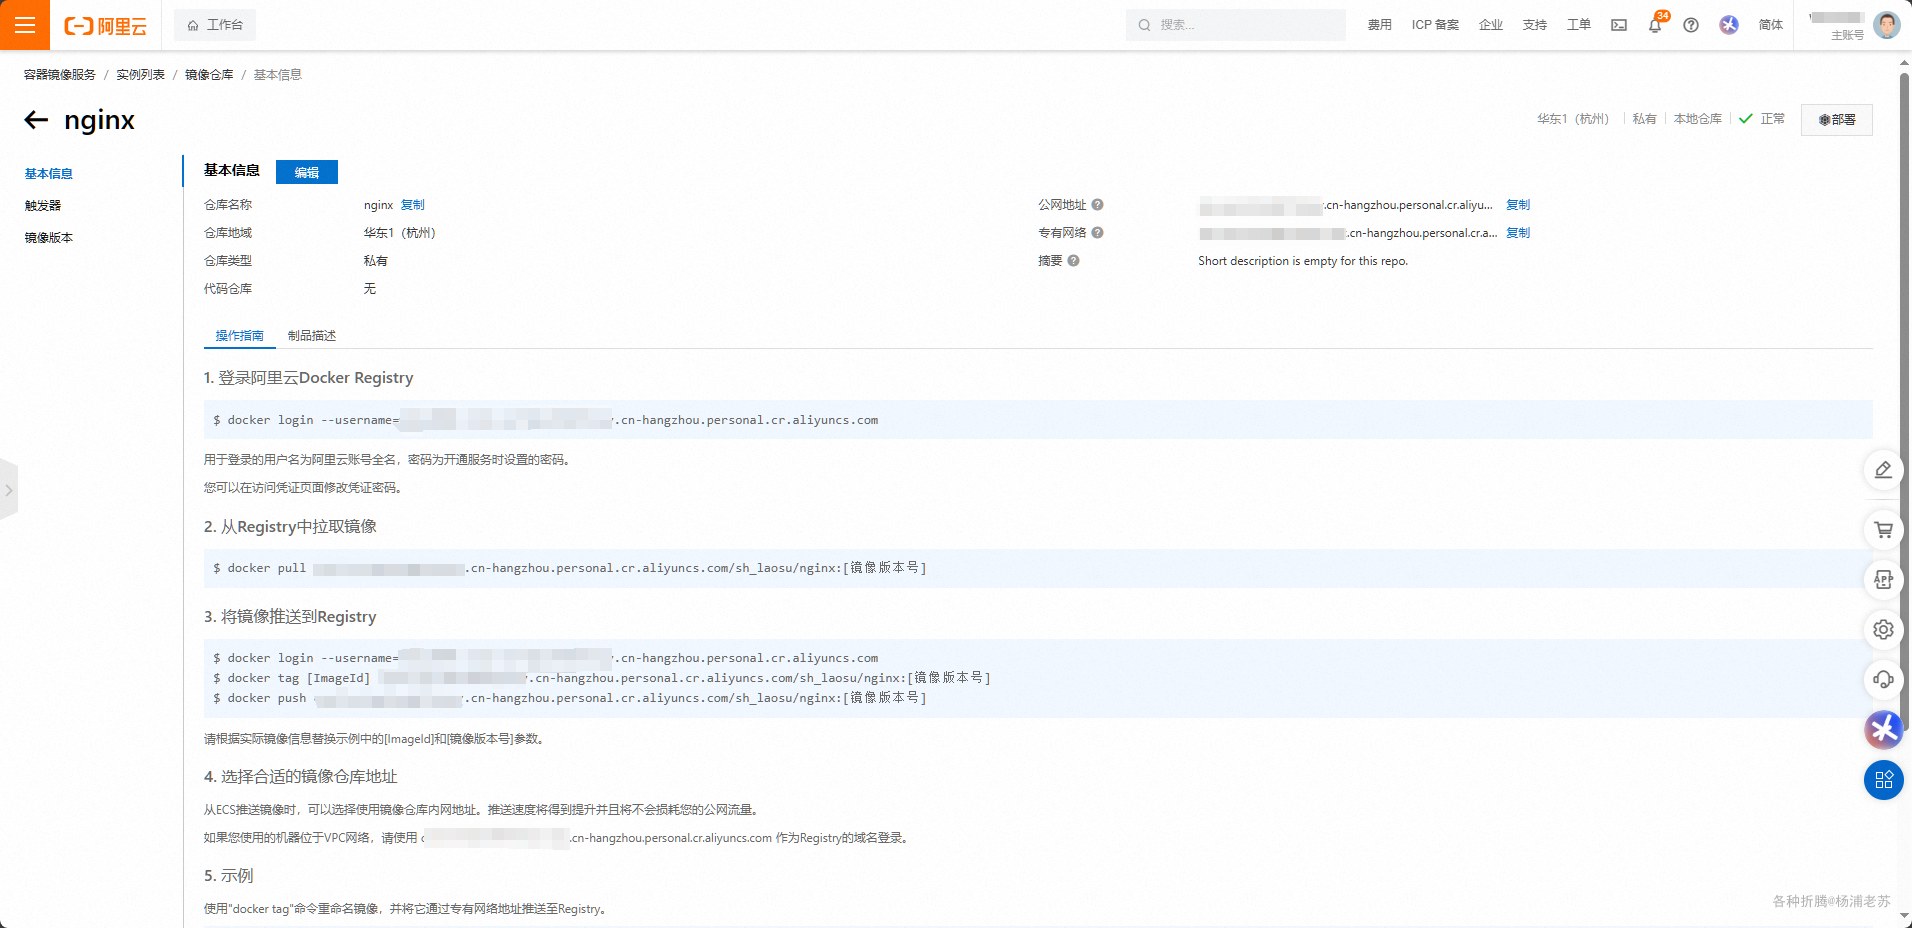 阿里云 工作台 搜索... 费用 ICP 备案 企业 支持 工单 34 简体 主账号
容器镜像服务 / 实例列表 / 镜像仓库 / 基本信息
nginx 华东1（杭州） 私有 本地仓库 正常 部署
基本信息
触发器
镜像版本
基本信息 编辑
仓库名称 nginx 复制 公网地址 .cn-hangzhou.personal.cr.aliyu... 复制
仓库地域 华东1（杭州） 专有网络 .cn-hangzhou.personal.cr.a... 复制
仓库类型 私有 摘要 Short description is empty for this repo.
代码仓库 无
操作指南 制品描述
1. 登录阿里云Docker Registry
$ docker login --username= .cn-hangzhou.personal.cr.aliyuncs.com
用于登录的用户名为阿里云账号全名，密码为开通服务时设置的密码。
您可以在访问凭证页面修改凭证密码。
2. 从Registry中拉取镜像
$ docker pull .cn-hangzhou.personal.cr.aliyuncs.com/sh_laosu/nginx:[镜像版本号]
3. 将镜像推送到Registry
$ docker login --username= .cn-hangzhou.personal.cr.aliyuncs.com
$ docker tag [ImageId] .cn-hangzhou.personal.cr.aliyuncs.com/sh_laosu/nginx:[镜像版本号]
$ docker push .cn-hangzhou.personal.cr.aliyuncs.com/sh_laosu/nginx:[镜像版本号]
请根据实际镜像信息替换示例中的[ImageId]和[镜像版本号]参数。
4. 选择合适的镜像仓库地址
从ECS推送镜像时，可以选择使用镜像仓库内网地址。推送速度将得到提升并且将不会损耗您的公网流量。
如果您使用的机器位于VPC网络，请使用 .cn-hangzhou.personal.cr.aliyuncs.com 作为Registry的域名登录。
5. 示例
使用"docker tag"命令重命名镜像，并将它通过专有网络地址推送至Registry。
APP
各种折腾@杨浦老苏